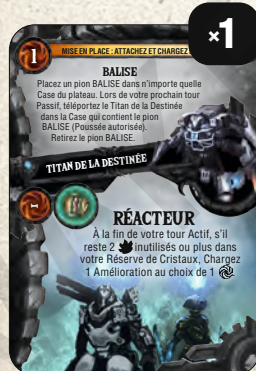 ×1
1
MISE EN PLACE : ATTACHEZ ET CHARGEZ
BALISE
Placez un pion BALISE dans n'importe quelle
Case du plateau. Lors de votre prochain tour
Passif, téléportez le Titan de la Destinée
dans la Case qui contient le pion
BALISE (Poussée autorisée).
Retirez le pion BALISE.
TITAN DE LA DESTINÉE
RÉACTEUR
À la fin de votre tour Actif, s'il
reste 2 inutilisés ou plus dans
votre Réserve de Cristaux, Chargez
1 Amélioration au choix de 1